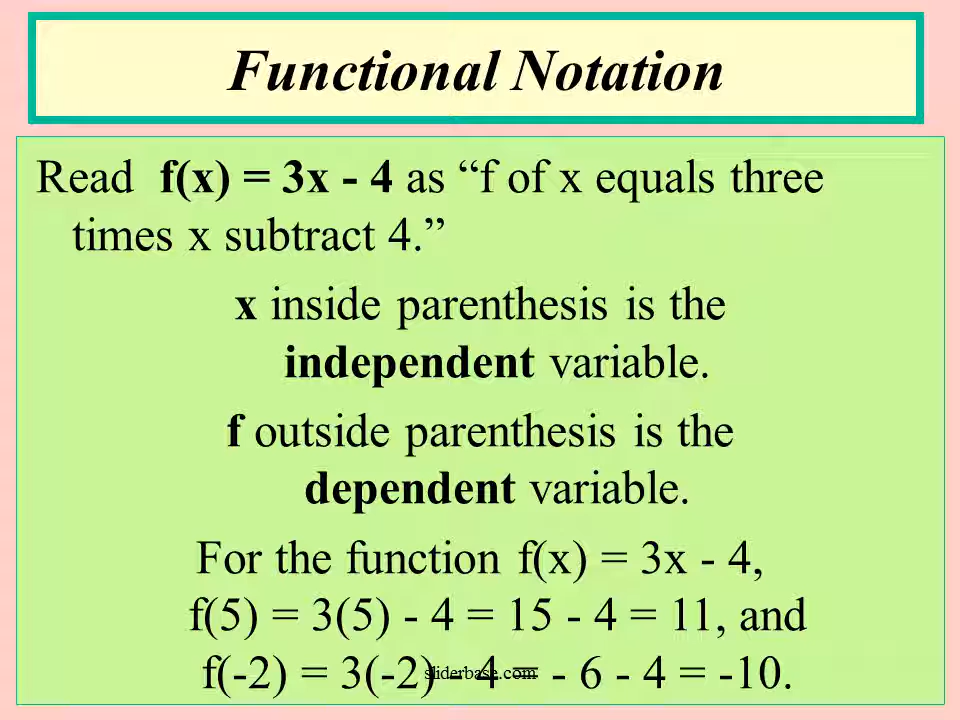 Functional Notation
Read f(x) = 3x - 4 as “f of x equals three
times x subtract 4.”
x inside parenthesis is the
independent variable.
f outside parenthesis is the
dependent variable.
For the function f(x) = 3x - 4,
f(5) = 3(5) - 4 = 15 - 4 = 11, and
f(-2) = 3(-2) - 4 = - 6 - 4 = -10.
sliderbase.com